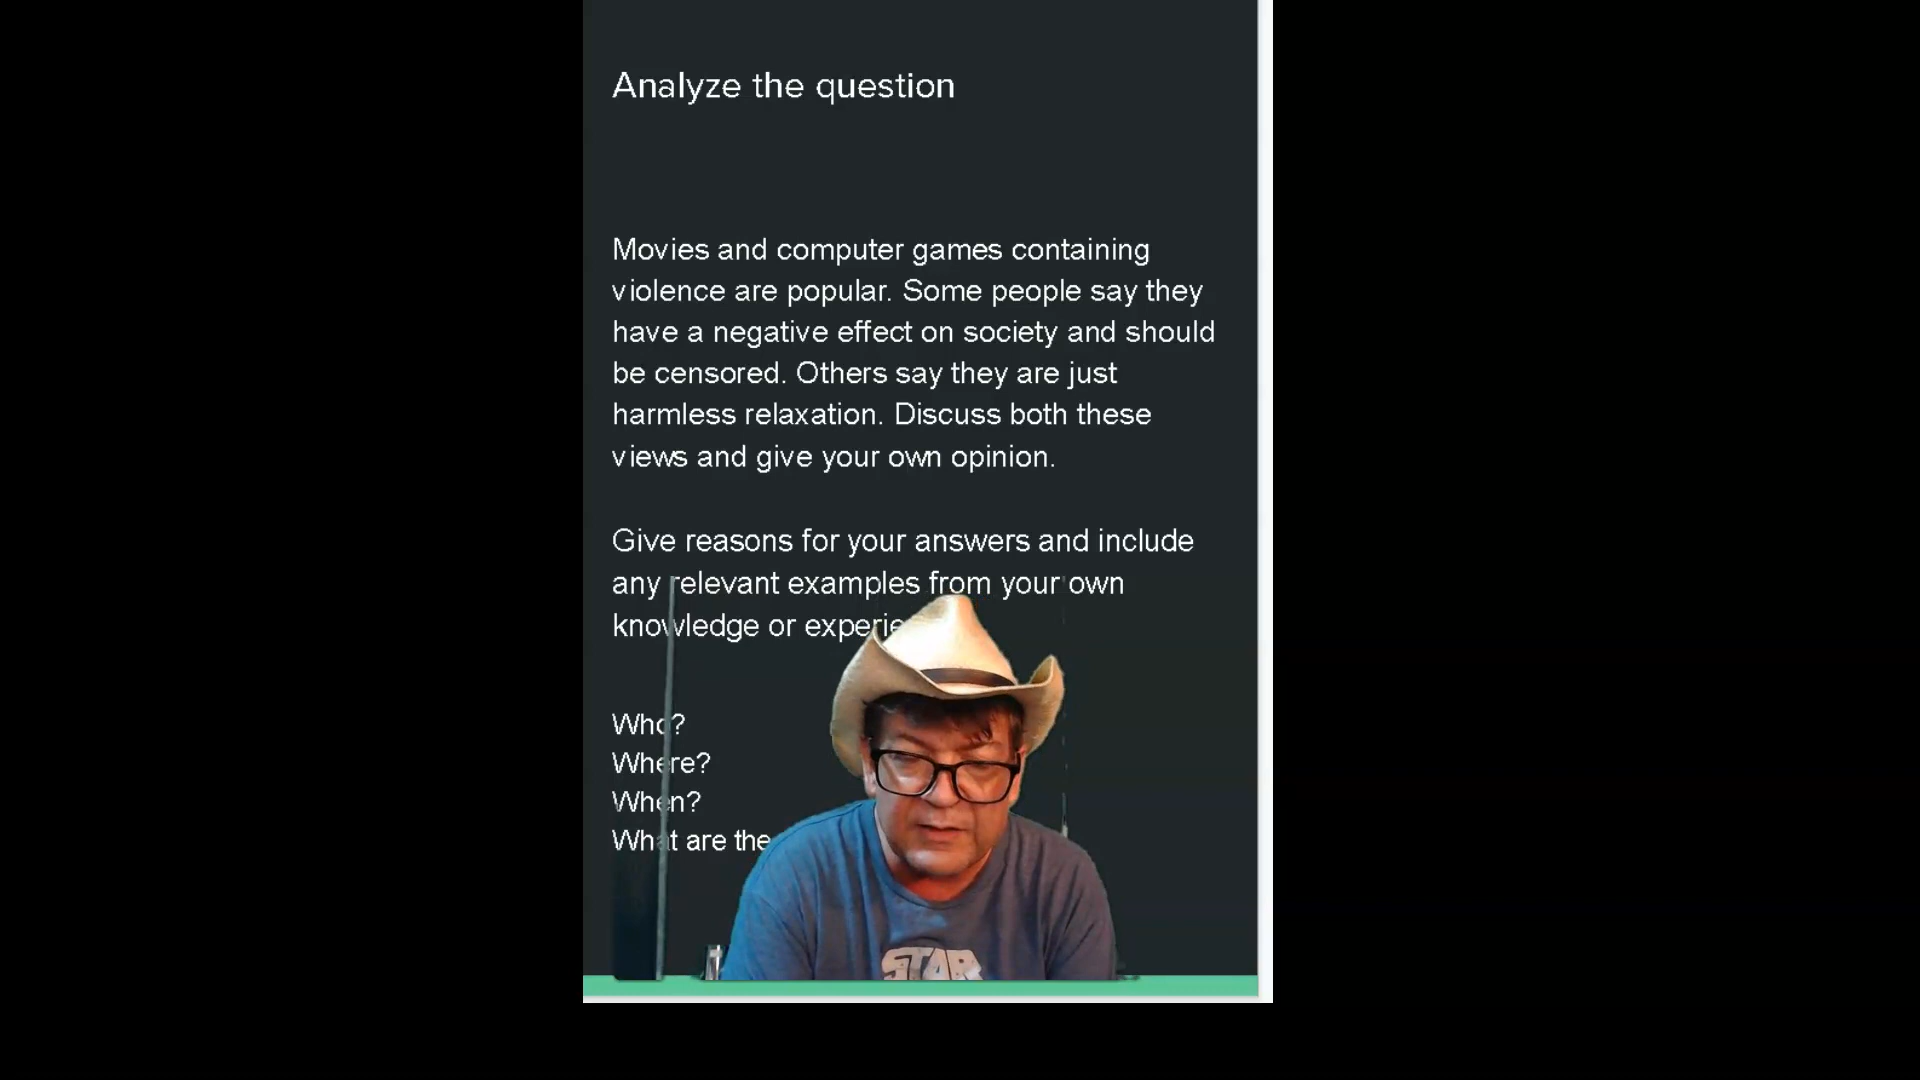 Analyze the question
Movies and computer games containing
violence are popular. Some people say they
have a negative effect on society and should
be censored. Others say they are just
harmless relaxation. Discuss both these
views and give your own opinion.
Give reasons for your answers and include
any relevant examples from your own
knowledge or
Who?
Where?
When?
What are the
STAR